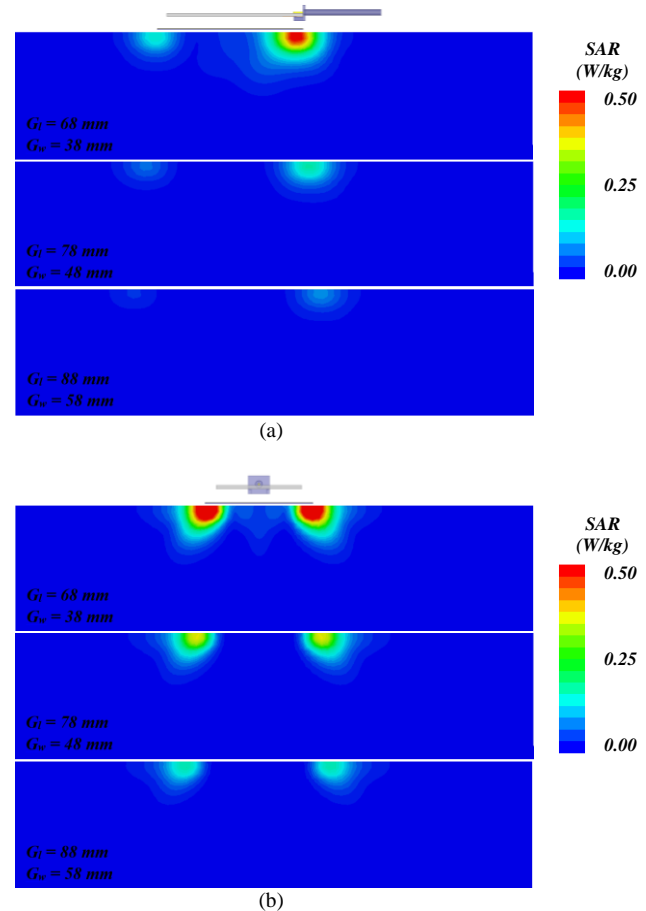 SAR
(W/kg)
0.50
0.25
0.00
Gl = 68 mm
Gw = 38 mm
Gl = 78 mm
Gw = 48 mm
Gl = 88 mm
Gw = 58 mm
(a)
SAR
(W/kg)
0.50
0.25
0.00
Gl = 68 mm
Gw = 38 mm
Gl = 78 mm
Gw = 48 mm
Gl = 88 mm
Gw = 58 mm
(b)